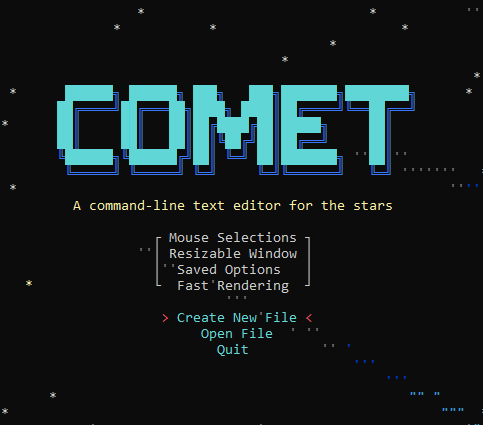 COMET
A command-line text editor for the stars
Mouse Selections
Resizable Window
Saved Options
Fast Rendering
> Create New File <
Open File
Quit